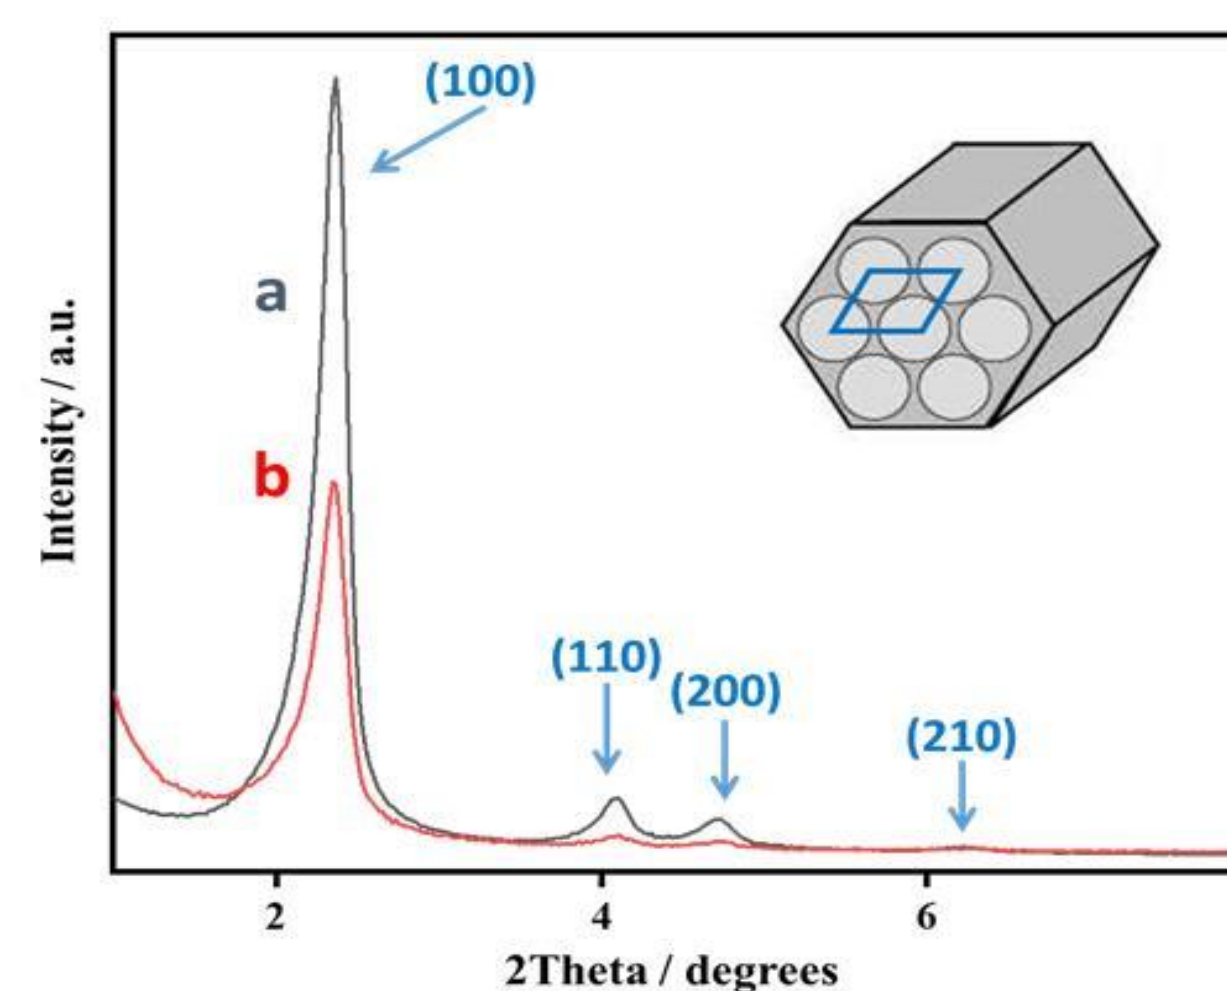 (100)
a
b
Intensity / a.u.
(110)
(200)
(210)
2
4
6
2Theta / degrees